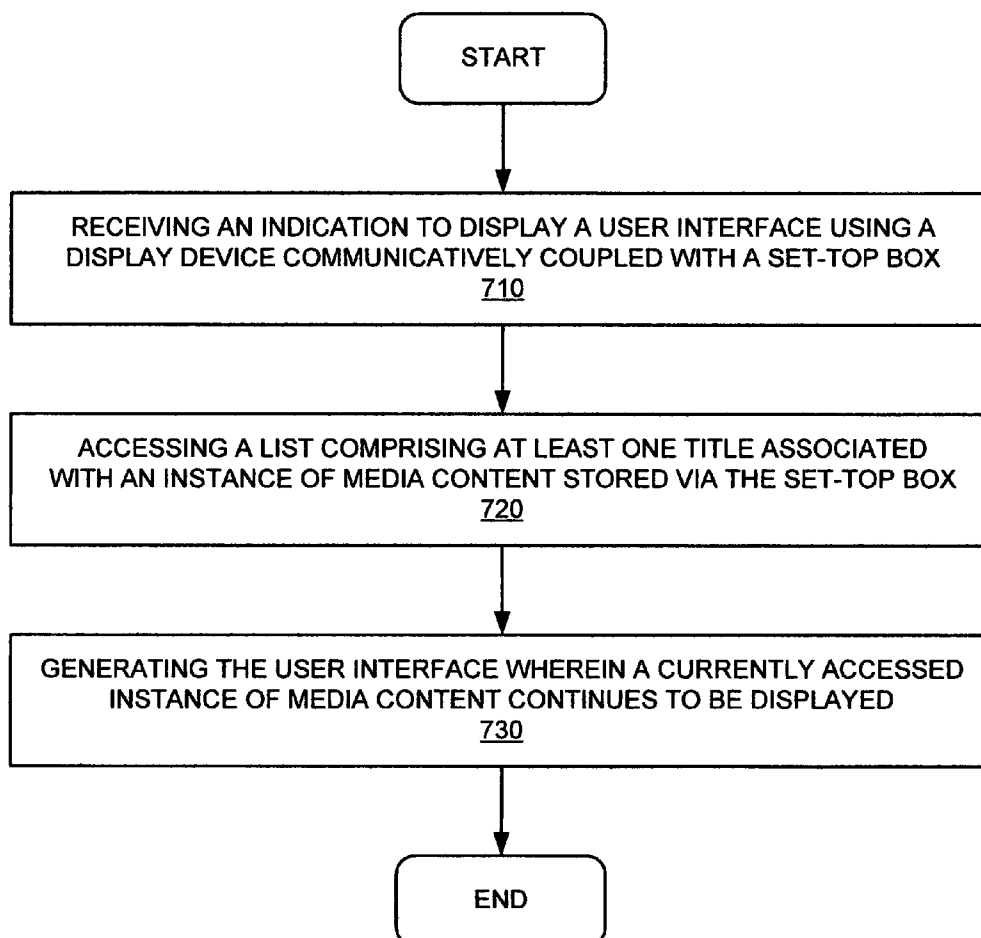 START
RECEIVING AN INDICATION TO DISPLAY A USER INTERFACE USING A
DISPLAY DEVICE COMMUNICATIVELY COUPLED WITH A SET-TOP BOX
710
ACCESSING A LIST COMPRISING AT LEAST ONE TITLE ASSOCIATED
WITH AN INSTANCE OF MEDIA CONTENT STORED VIA THE SET-TOP BOX
720
GENERATING THE USER INTERFACE WHEREIN A CURRENTLY ACCESSED
INSTANCE OF MEDIA CONTENT CONTINUES TO BE DISPLAYED
730
END